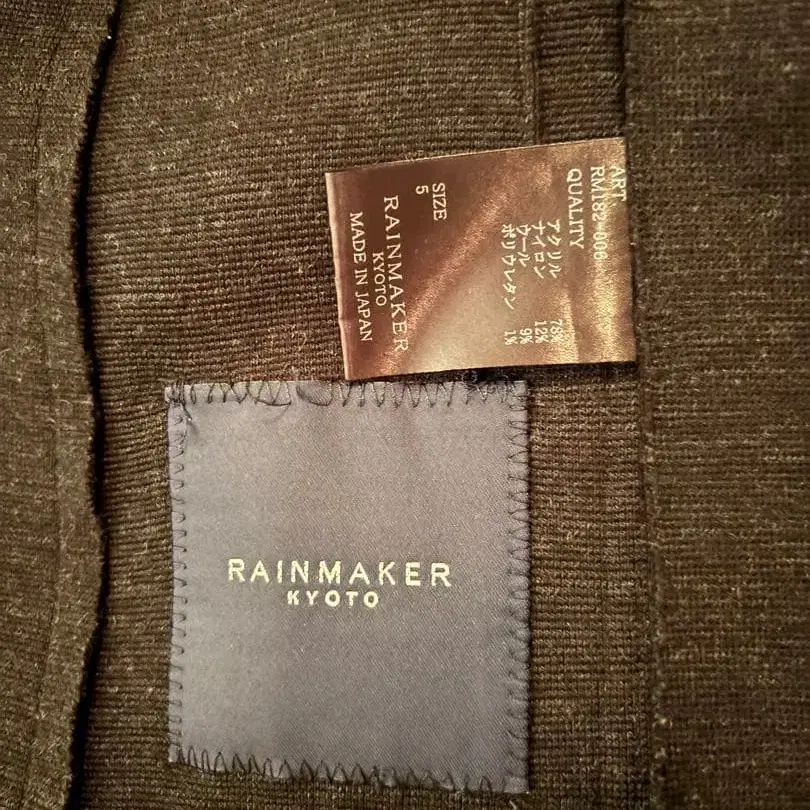 ART
RM182-006
QUALITY
アクリル 78%
ナイロン 12%
ウール 9%
ポリウレタン 1%
SIZE
5
RAINMAKER
KYOTO
MADE IN JAPAN
RAINMAKER
KYOTO